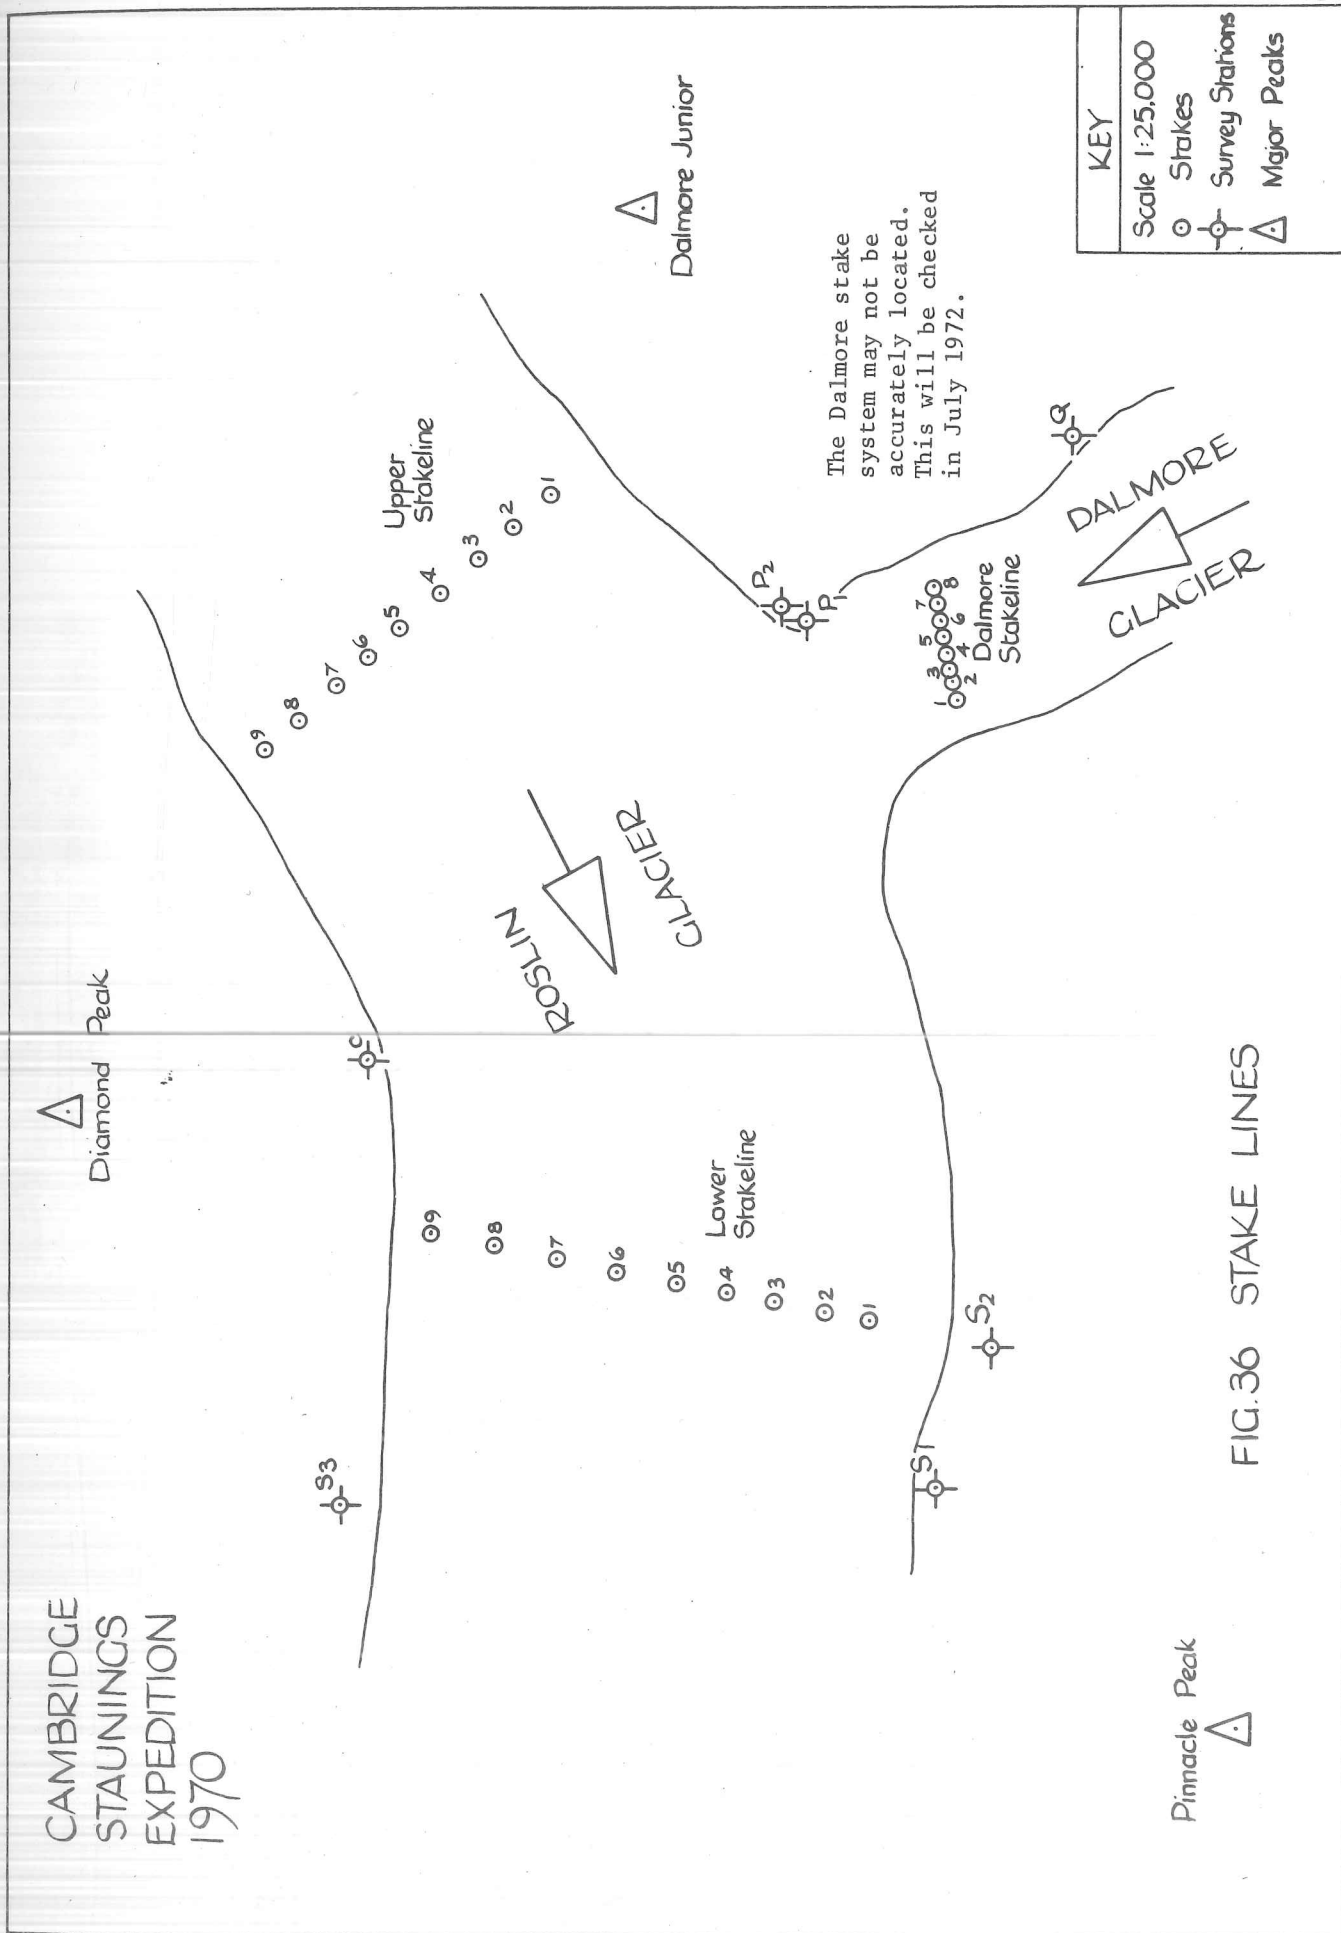 CAMBRIDGE
STAUNINGS
EXPEDITION
1970
Diamond Peak
Dalmore Junior
Upper
Stakeline
9
8
7
6
5
4
3
2
1
C
S3
ROSLIN
GLACIER
P2
P1
The Dalmore stake
system may not be
accurately located.
This will be checked
in July 1972.
Lower
Stakeline
9
8
7
6
5
4
3
2
1
S1
S2
1
2
3
4
5
6
7
8
Dalmore
Stakeline
Q
DALMORE
GLACIER
Pinnacle Peak
FIG.36 STAKE LINES
KEY
Scale 1:25,000
Stakes
Survey Stations
Major Peaks